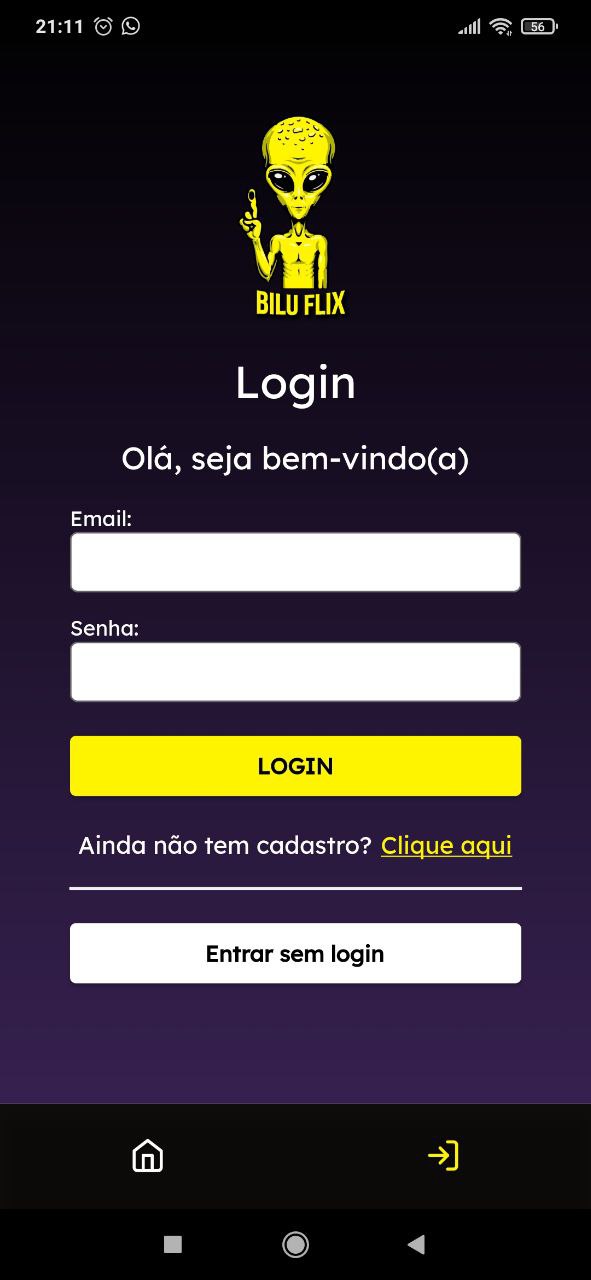 21:11
56
BILU FLIX
Login
Olá, seja bem-vindo(a)
Email:
Senha:
LOGIN
Ainda não tem cadastro? Clique aqui
Entrar sem login